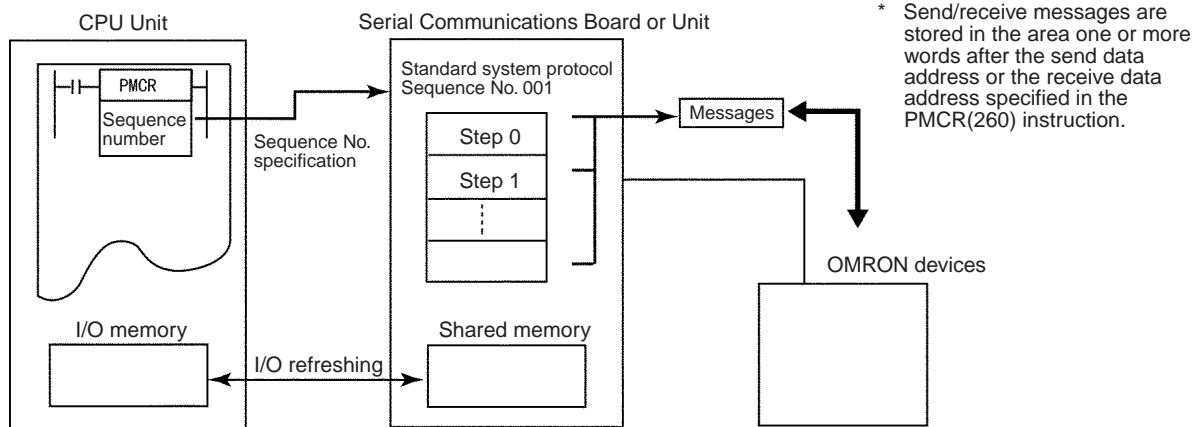 CPU Unit
PMCR
Sequence
number
Sequence No.
specification
I/O memory
I/O refreshing
Serial Communications Board or Unit
Standard system protocol
Sequence No. 001
Step 0
Step 1
Shared memory
Messages
OMRON devices
* Send/receive messages are
stored in the area one or more
words after the send data
address or the receive data
address specified in the
PMCR(260) instruction.